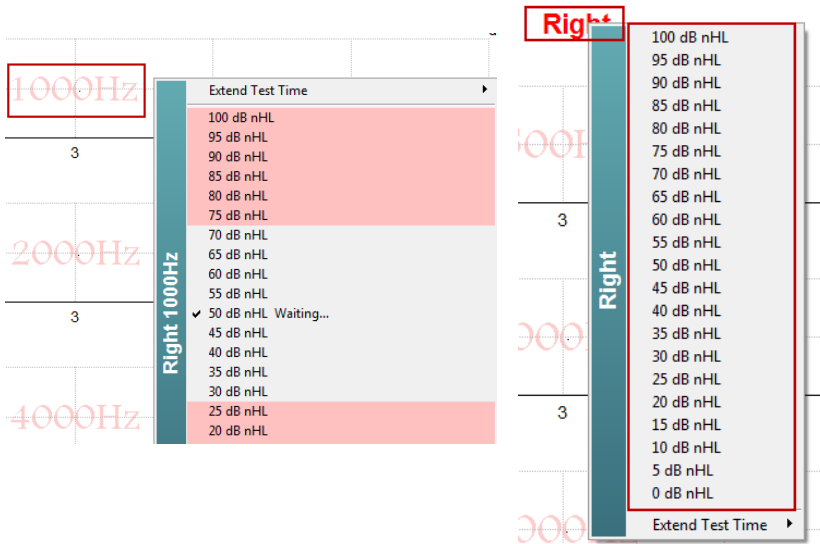 1000Hz
3
2000Hz
3
4000Hz
Right 1000Hz
Extend Test Time
100 dB nHL
95 dB nHL
90 dB nHL
85 dB nHL
80 dB nHL
75 dB nHL
70 dB nHL
65 dB nHL
60 dB nHL
55 dB nHL
50 dB nHL Waiting...
45 dB nHL
40 dB nHL
35 dB nHL
30 dB nHL
25 dB nHL
20 dB nHL
Right
3
3
Right
100 dB nHL
95 dB nHL
90 dB nHL
85 dB nHL
80 dB nHL
75 dB nHL
70 dB nHL
65 dB nHL
60 dB nHL
55 dB nHL
50 dB nHL
45 dB nHL
40 dB nHL
35 dB nHL
30 dB nHL
25 dB nHL
20 dB nHL
15 dB nHL
10 dB nHL
5 dB nHL
0 dB nHL
Extend Test Time